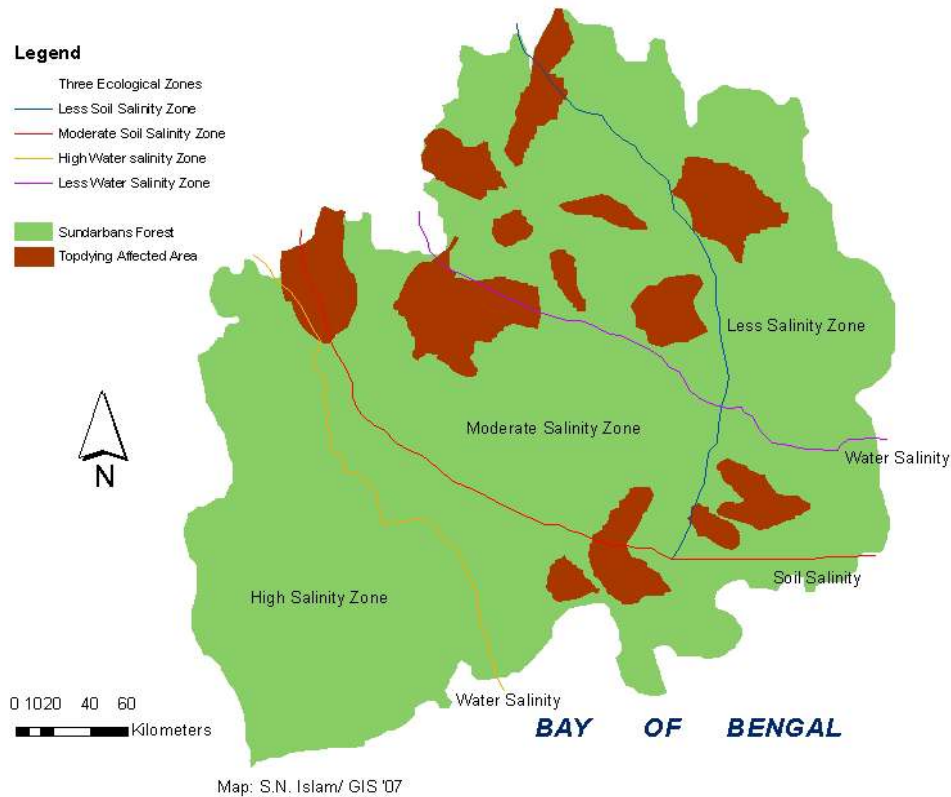 Legend
Three Ecological Zones
Less Soil Salinity Zone
Moderate Soil Salinity Zone
High Water salinity Zone
Less Water Salinity Zone
Sundarbans Forest
Topdying Affected Area
Less Salinity Zone
Moderate Salinity Zone
Water Salinity
N
Soil Salinity
High Salinity Zone
Water Salinity
0 1020 40 60
Kilometers
BAY OF BENGAL
Map: S.N. Islam/ GIS '07